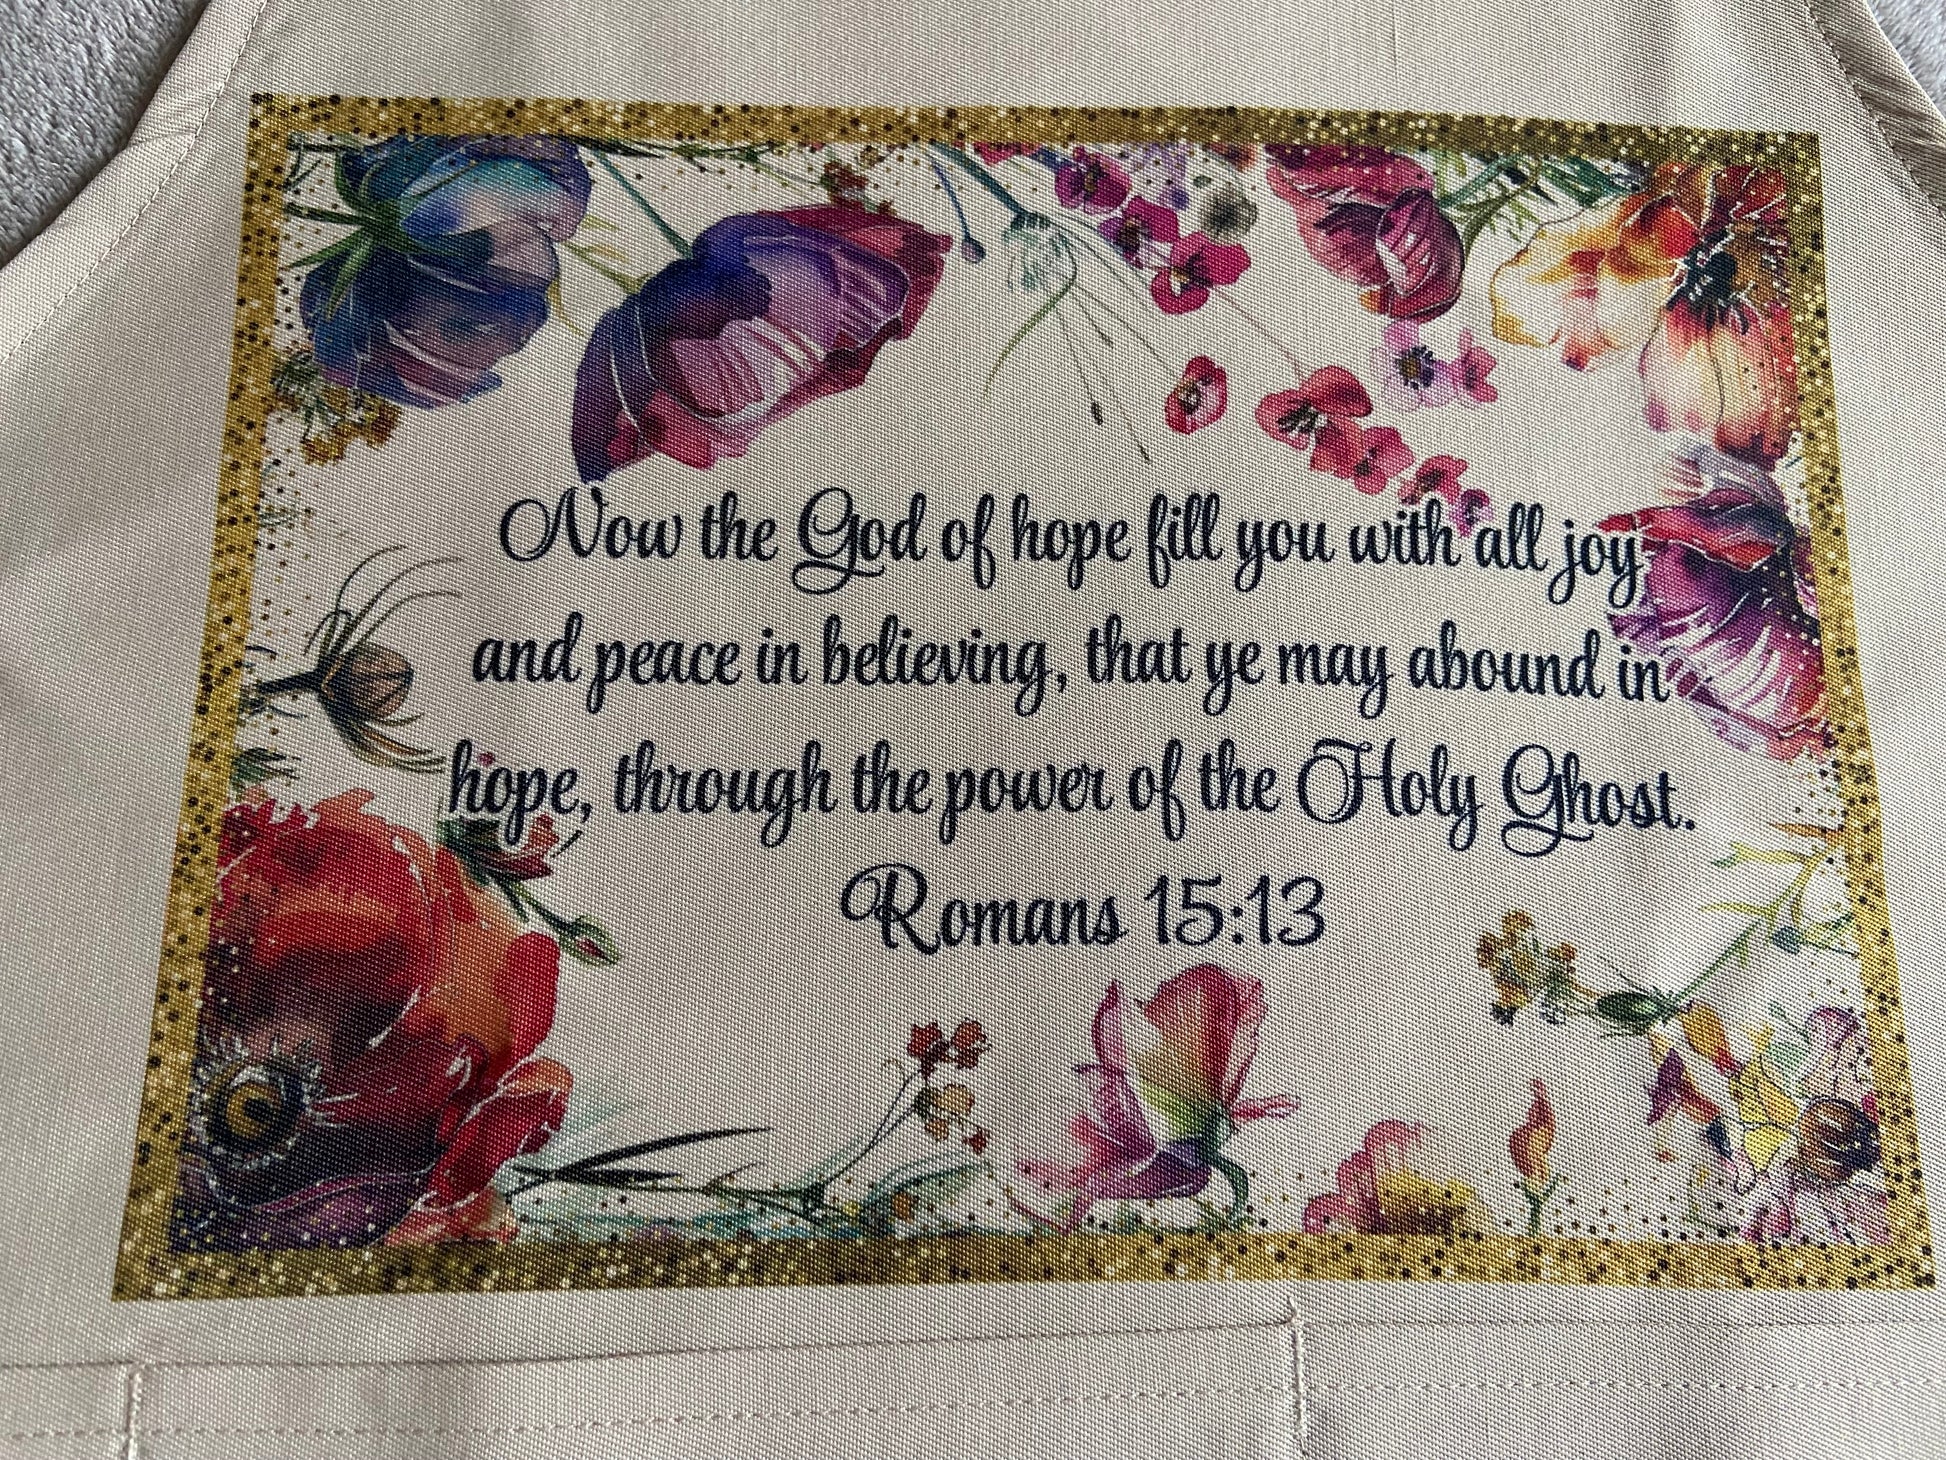 Now the God of hope fill you with all joy
and peace in believing, that ye may abound in
hope, through the power of the Holy Ghost.
Romans 15:13